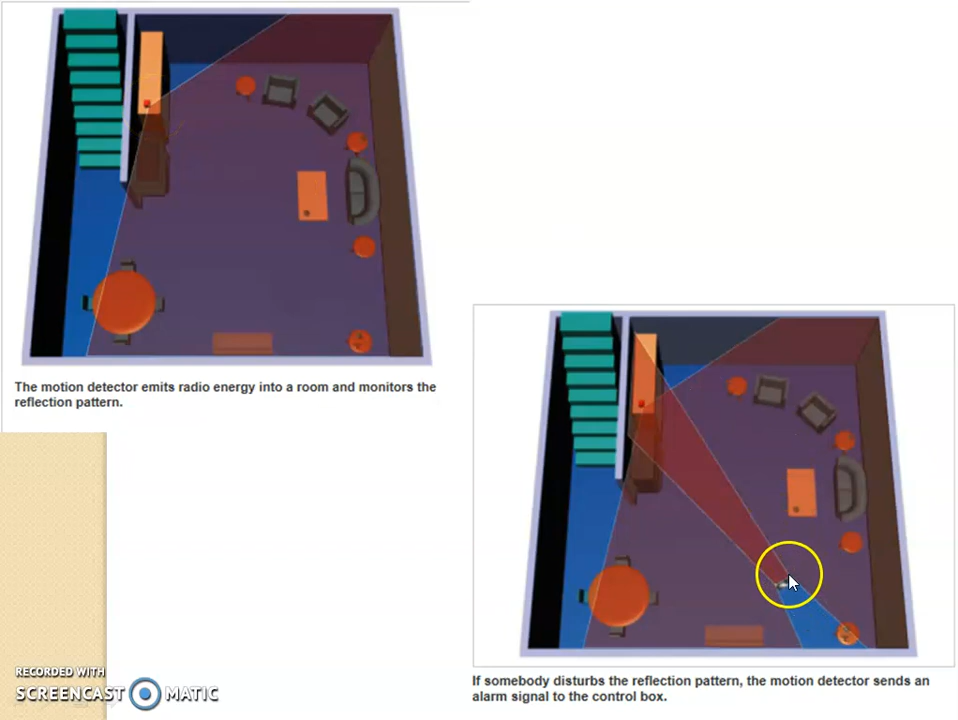 The motion detector emits radio energy into a room and monitors the
reflection pattern.
If somebody disturbs the reflection pattern, the motion detector sends an
alarm signal to the control box.
RECORDED WITH
SCREENCAST MATIC